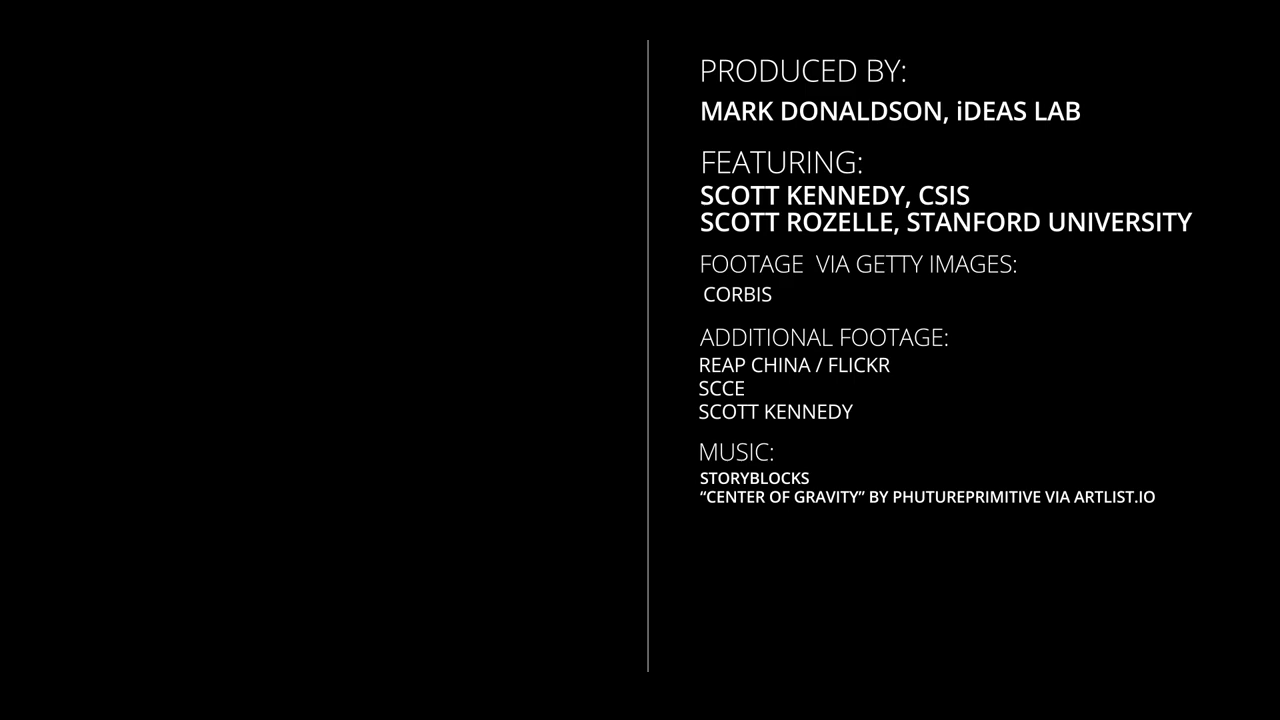 PRODUCED BY:
MARK DONALDSON, iDEAS LAB
FEATURING:
SCOTT KENNEDY, CSIS
SCOTT ROZELLE, STANFORD UNIVERSITY
FOOTAGE VIA GETTY IMAGES:
CORBIS
ADDITIONAL FOOTAGE:
REAP CHINA / FLICKR
SCCE
SCOTT KENNEDY
MUSIC:
STORYBLOCKS
“CENTER OF GRAVITY” BY PHUTUREPRIMITIVE VIA ARTLIST.IO